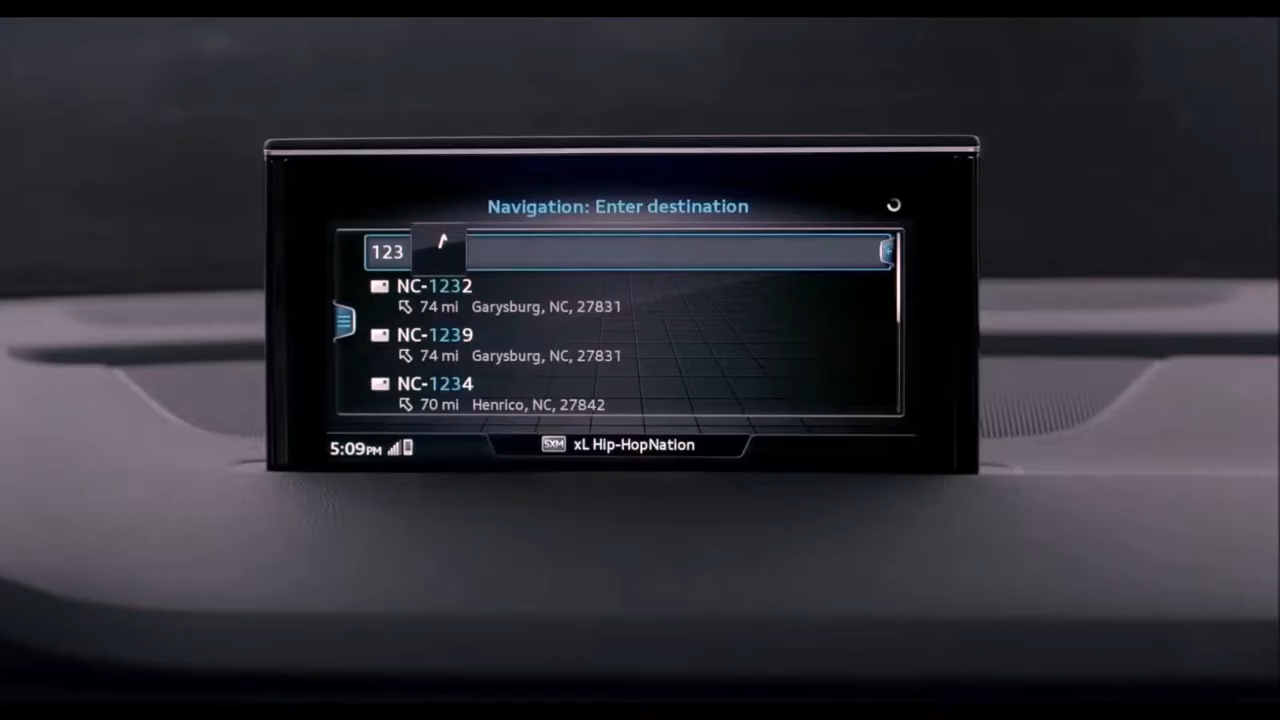 Navigation: Enter destination
123
NC-1232
74 mi Garysburg, NC, 27831
NC-1239
74 mi Garysburg, NC, 27831
NC-1234
70 mi Henrico, NC, 27842
5:09PM
SXM xL Hip-HopNation